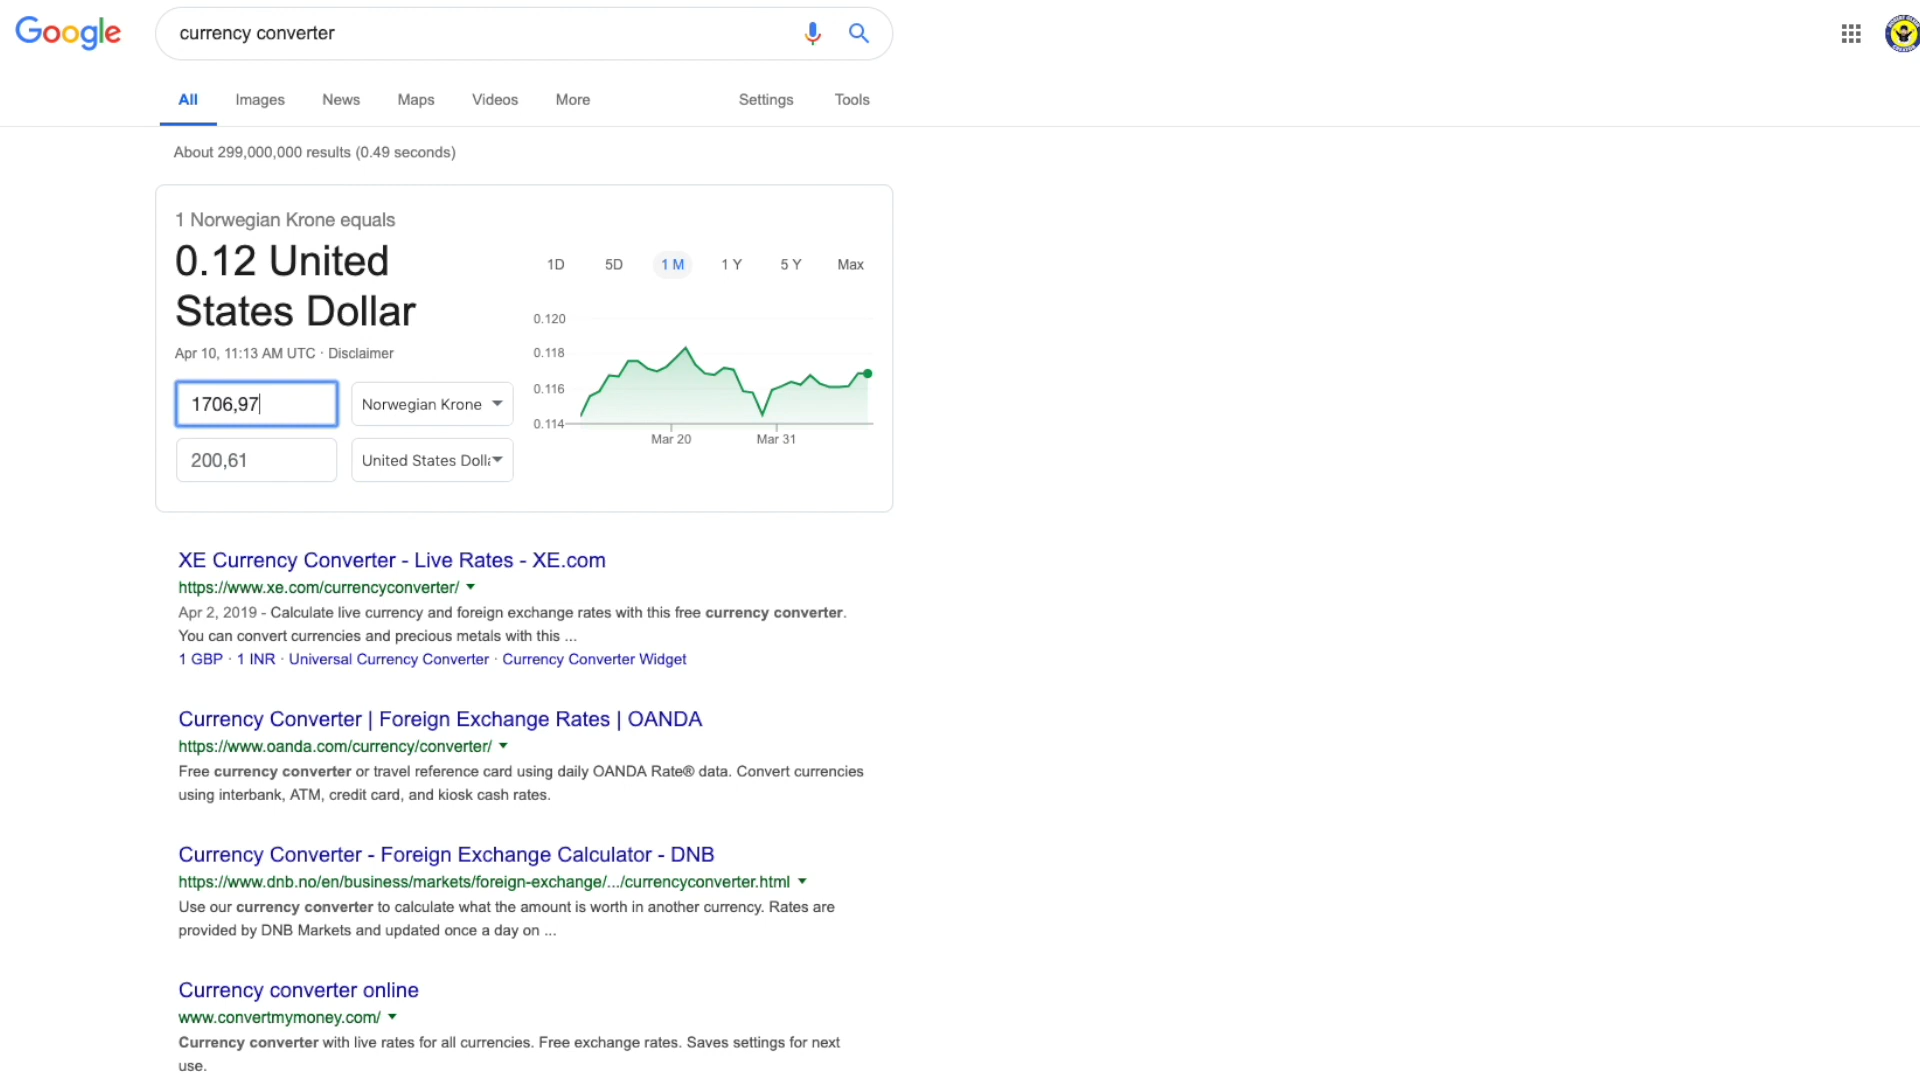 Google
currency converter
All Images News Maps Videos More Settings Tools
About 299,000,000 results (0.49 seconds)
1 Norwegian Krone equals
0.12 United
States Dollar
Apr 10, 11:13 AM UTC · Disclaimer
1706,97 Norwegian Krone
200,61 United States Doll
1D 5D 1 M 1 Y 5 Y Max
0.120
0.118
0.116
0.114
Mar 20 Mar 31
XE Currency Converter - Live Rates - XE.com
https://www.xe.com/currencyconverter/
Apr 2, 2019 - Calculate live currency and foreign exchange rates with this free currency converter.
You can convert currencies and precious metals with this ...
1 GBP · 1 INR · Universal Currency Converter · Currency Converter Widget
Currency Converter | Foreign Exchange Rates | OANDA
https://www.oanda.com/currency/converter/
Free currency converter or travel reference card using daily OANDA Rate® data. Convert currencies
using interbank, ATM, credit card, and kiosk cash rates.
Currency Converter - Foreign Exchange Calculator - DNB
https://www.dnb.no/en/business/markets/foreign-exchange/.../currencyconverter.html
Use our currency converter to calculate what the amount is worth in another currency. Rates are
provided by DNB Markets and updated once a day on ...
Currency converter online
www.convertmymoney.com/
Currency converter with live rates for all currencies. Free exchange rates. Saves settings for next
use.